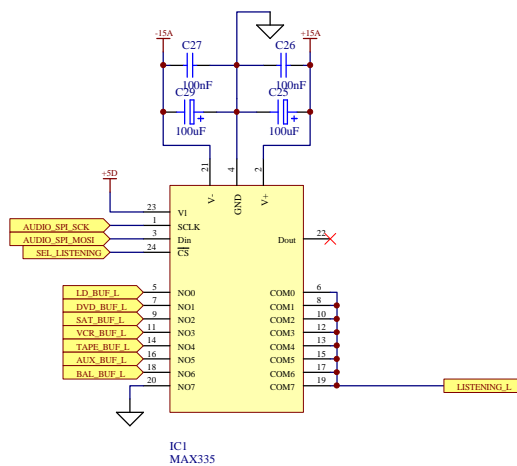 -15A +15A
C27 C26
100nF 100nF
C29 C25
+ +
100uF 100uF
21 4 2
V- GND V+
+5D
23 Vl
AUDIO_SPI_SCK 1 SCLK
AUDIO_SPI_MOSI 3 Din Dout 22
SEL_LISTENING 24 CS
LD_BUF_L 5 NO0 COM0 6
DVD_BUF_L 7 NO1 COM1 8
SAT_BUF_L 9 NO2 COM2 10
VCR_BUF_L 11 NO3 COM3 12
TAPE_BUF_L 14 NO4 COM4 13
AUX_BUF_L 16 NO5 COM5 15
BAL_BUF_L 18 NO6 COM6 17
20 NO7 COM7 19 LISTENING_L
IC1
MAX335